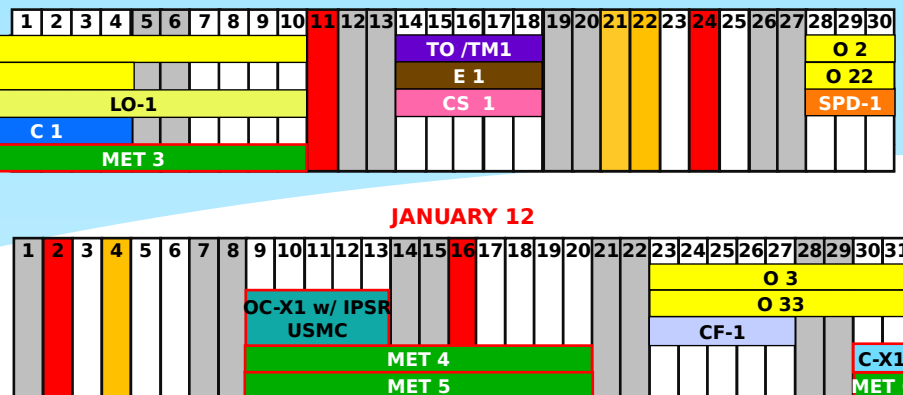 1 2 3 4 5 6 7 8 9 10 11 12 13 14 15 16 17 18 19 20 21 22 23 24 25 26 27 28 29 30
TO /TM1 O 2
E 1 O 22
LO-1 CS 1 SPD-1
C 1
MET 3
JANUARY 12
1 2 3 4 5 6 7 8 9 10 11 12 13 14 15 16 17 18 19 20 21 22 23 24 25 26 27 28 29 30 31
O 3
OC-X1 w/ IPSR O 33
USMC CF-1
MET 4 C-X1
MET 5 MET